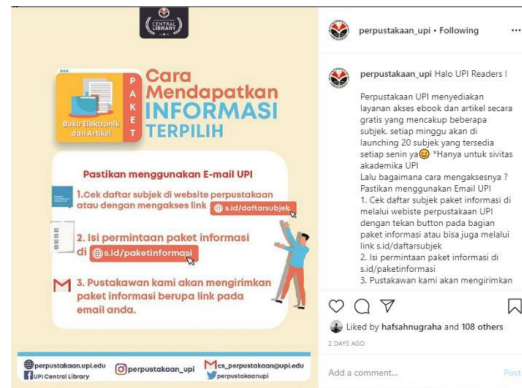 CENTRAL
LIBRARY
PAKET
Buku Elektronik
dan Artikel
Cara
Mendapatkan
INFORMASI
TERPILIH
Pastikan menggunakan E-mail UPI
1.Cek daftar subjek di website perpustakaan
atau dengan mengakses link s.id/daftarsubjek
2. Isi permintaan paket informasi
di s.id/paketinformasi
3. Pustakawan kami akan mengirimkan
paket informasi berupa link pada
email anda.
perpustakaan.upi.edu
perpustakaan_upi
cs_perpustakaan@upi.edu
UPI Central Library
perpustakaanupi
perpustakaan_upi • Following
perpustakaan_upi Halo UPI Readers !
Perpustakaan UPI menyediakan
layanan akses ebook dan artikel secara
gratis yang mencakup beberapa
subjek. setiap minggu akan di
launching 20 subjek yang tersedia
setiap senin ya😊 *Hanya untuk sivitas
akademika UPI
Lalu bagaimana cara mengaksesnya ?
Pastikan menggunakan Email UPI
1. Cek daftar subjek paket informasi di
melalui webiste perpustakaan UPI
dengan tekan button pada bagian
paket informasi atau bisa juga melalui
link s.id/daftarsubjek
2. Isi permintaan paket informasi di
s.id/paketinformasi
3. Pustakawan kami akan mengirimkan
Liked by hafsahnugraha and 108 others
2 DAYS AGO
Add a comment...
Post